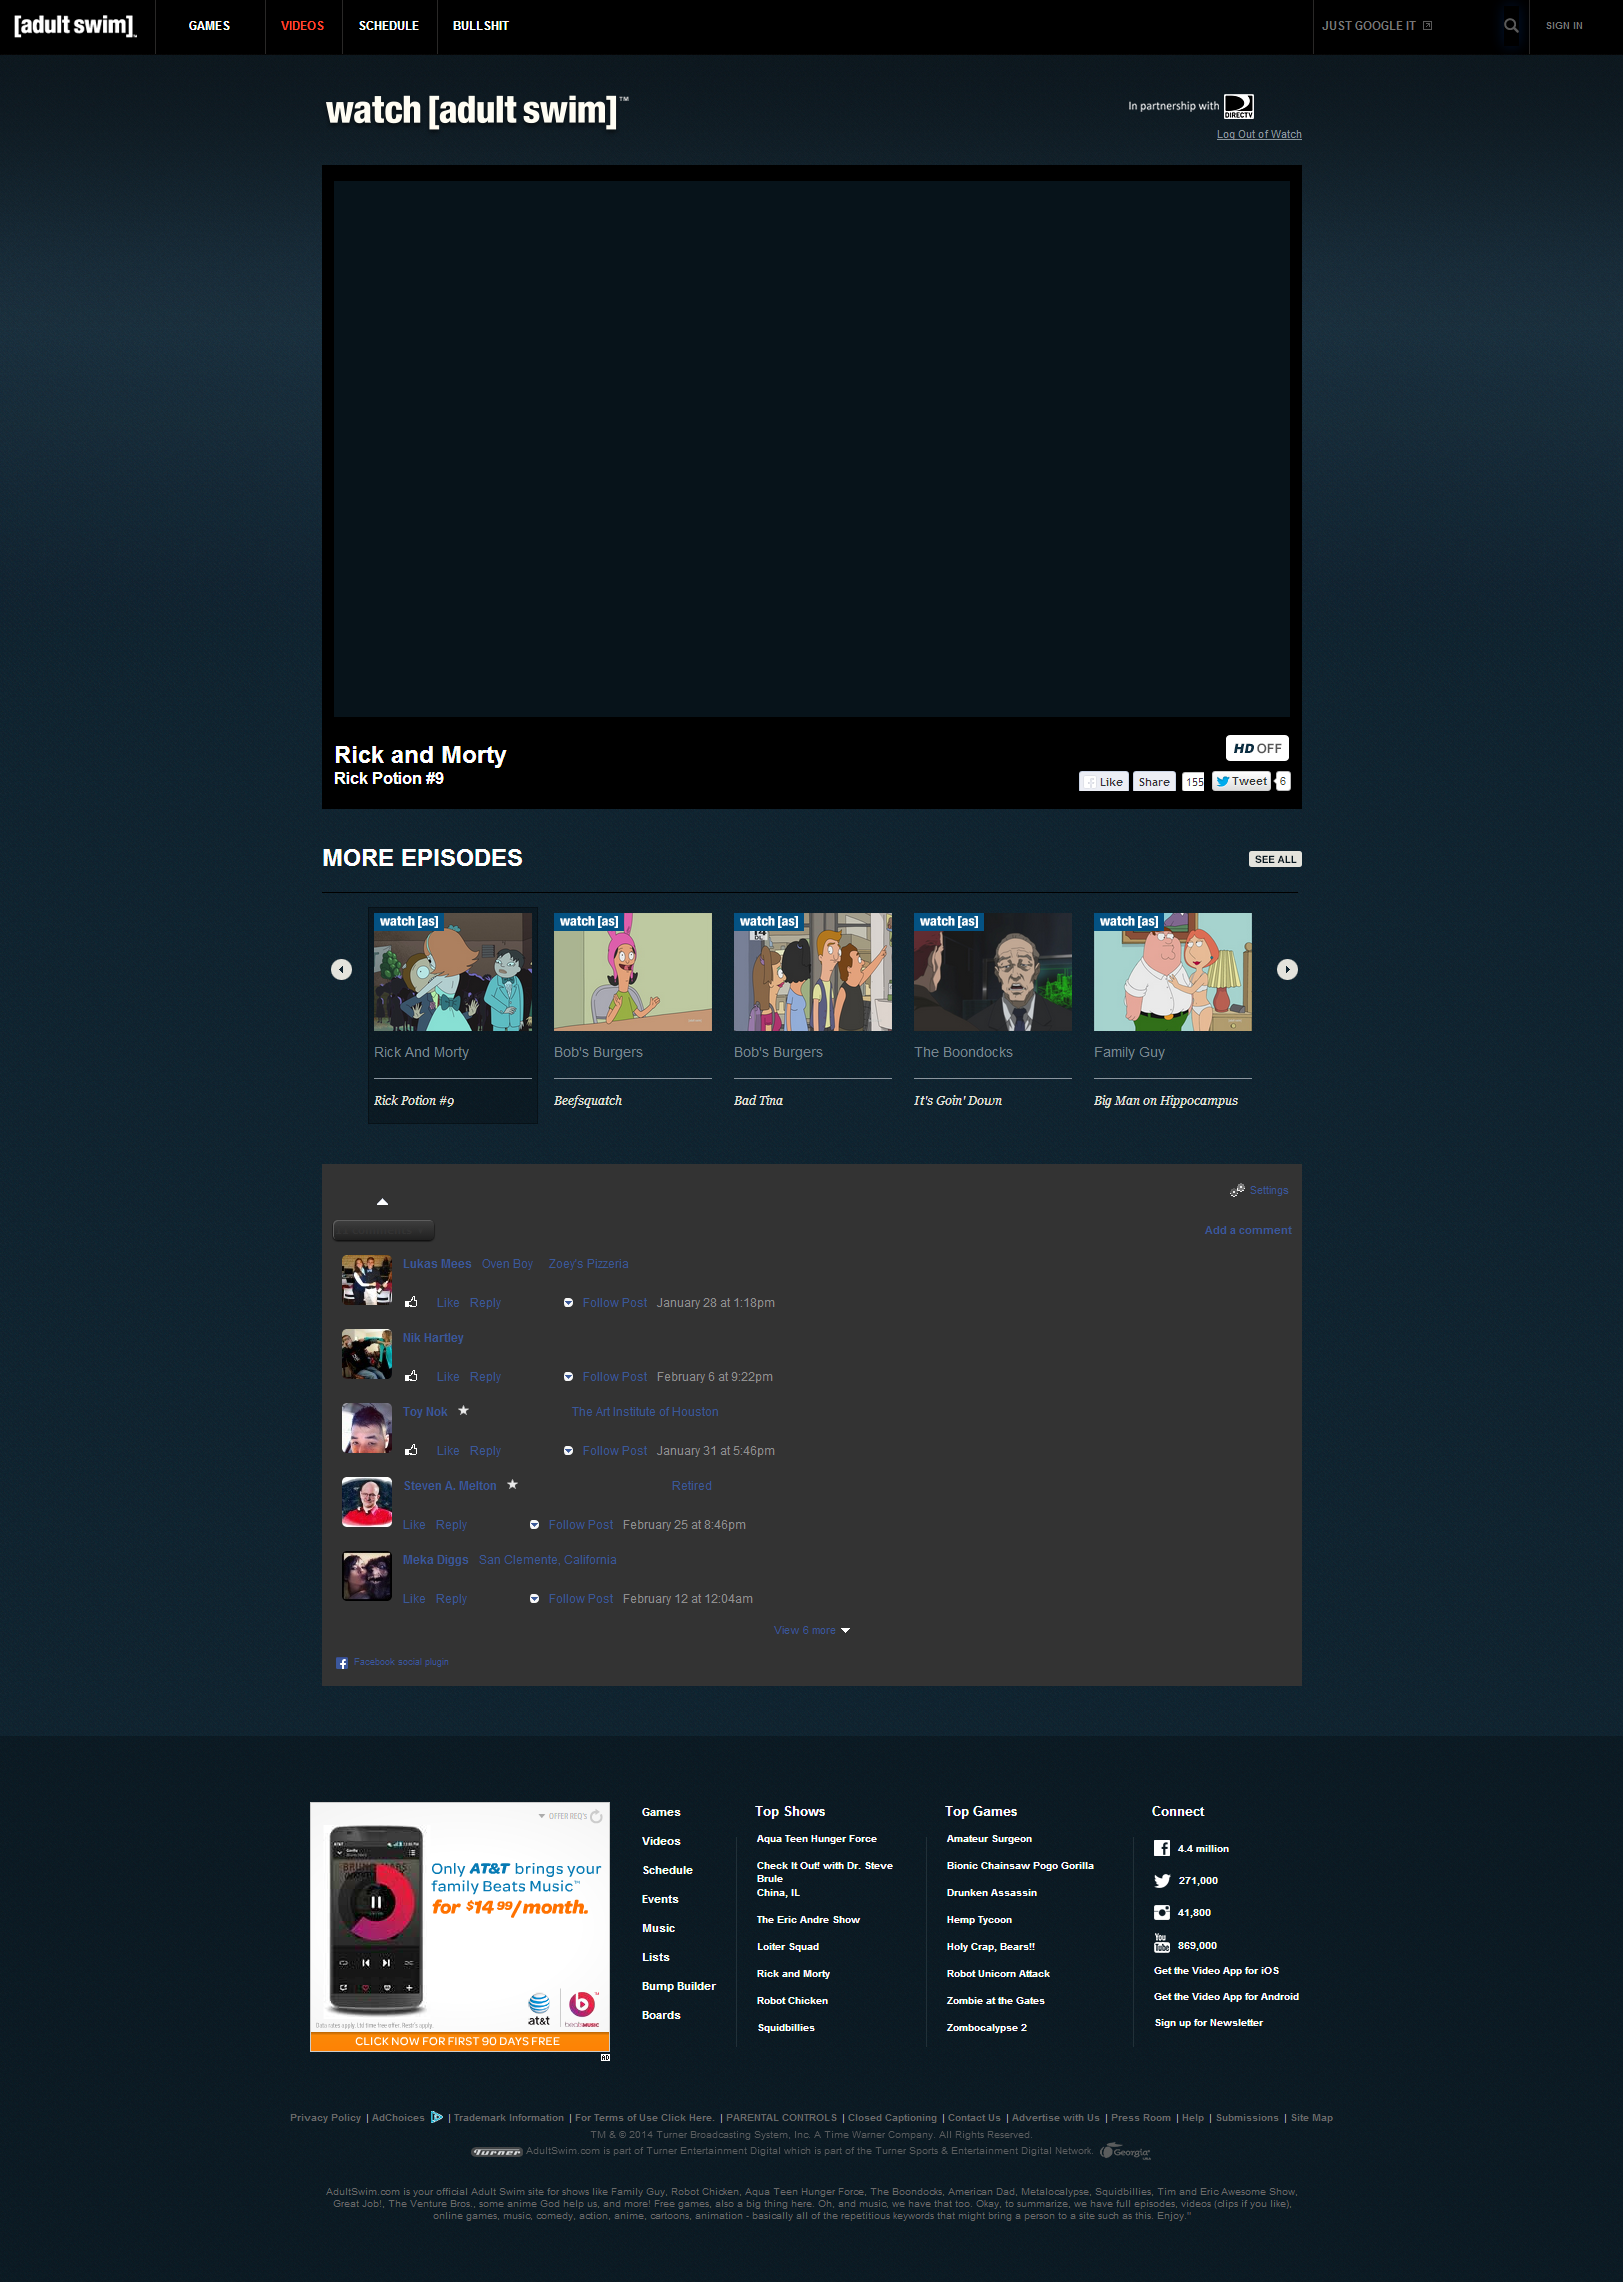 [adult swim]
GAMES
VIDEOS
SCHEDULE
BULLSHIT
JUST GOOGLE IT
SIGN IN
watch [adult swim]™
In partnership with DIRECTV
Log Out of Watch
Rick and Morty
Rick Potion #9
HD OFF
Like
Share
155
Tweet
6
MORE EPISODES
SEE ALL
watch [as]
watch [as]
watch [as]
watch [as]
watch [as]
Rick And Morty
Bob's Burgers
Bob's Burgers
The Boondocks
Family Guy
Rick Potion #9
Beefsquatch
Bad Tina
It's Goin' Down
Big Man on Hippocampus
Settings
Add a comment
Lukas Mees Oven Boy Zoey's Pizzeria
Like Reply Follow Post January 28 at 1:18pm
Nik Hartley
Like Reply Follow Post February 6 at 9:22pm
Toy Nok The Art Institute of Houston
Like Reply Follow Post January 31 at 5:46pm
Steven A. Melton Retired
Like Reply Follow Post February 25 at 8:46pm
Meka Diggs San Clemente, California
Like Reply Follow Post February 12 at 12:04am
View 6 more
Facebook social plugin
OFFER REQ'S
Only AT&T brings your
family Beats Music™
for $14.99/month.
at&t
beats MUSIC
Data rates apply. Ltd time free offer. Restr's apply.
CLICK NOW FOR FIRST 90 DAYS FREE
AD
Games
Videos
Schedule
Events
Music
Lists
Bump Builder
Boards
Top Shows
Aqua Teen Hunger Force
Check It Out! with Dr. Steve
Brule
China, IL
The Eric Andre Show
Loiter Squad
Rick and Morty
Robot Chicken
Squidbillies
Top Games
Amateur Surgeon
Bionic Chainsaw Pogo Gorilla
Drunken Assassin
Hemp Tycoon
Holy Crap, Bears!!
Robot Unicorn Attack
Zombie at the Gates
Zombocalypse 2
Connect
4.4 million
271,000
41,800
You Tube 869,000
Get the Video App for iOS
Get the Video App for Android
Sign up for Newsletter
Privacy Policy | AdChoices | Trademark Information | For Terms of Use Click Here. | PARENTAL CONTROLS | Closed Captioning | Contact Us | Advertise with Us | Press Room | Help | Submissions | Site Map
TM & © 2014 Turner Broadcasting System, Inc. A Time Warner Company. All Rights Reserved.
Turner AdultSwim.com is part of Turner Entertainment Digital which is part of the Turner Sports & Entertainment Digital Network. Georgia
AdultSwim.com is your official Adult Swim site for shows like Family Guy, Robot Chicken, Aqua Teen Hunger Force, The Boondocks, American Dad, Metalocalypse, Squidbillies, Tim and Eric Awesome Show,
Great Job!, The Venture Bros., some anime God help us, and more! Free games, also a big thing here. Oh, and music, we have that too. Okay, to summarize, we have full episodes, videos (clips if you like),
online games, music, comedy, action, anime, cartoons, animation - basically all of the repetitious keywords that might bring a person to a site such as this. Enjoy."